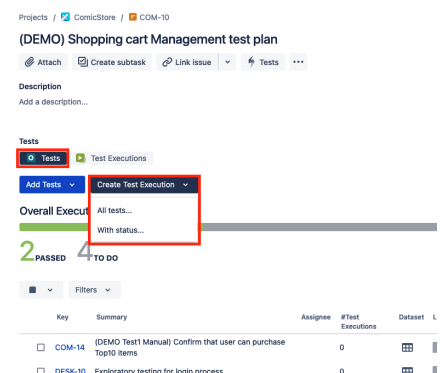 Projects / ComicStore / COM-10
(DEMO) Shopping cart Management test plan
Attach Create subtask Link issue Tests
Description
Add a description...
Tests
Tests Test Executions
Add Tests Create Test Execution
All tests...
With status...
Overall Execut
2 PASSED 4 TO DO
Filters
Key Summary Assignee #Test Executions Dataset L
COM-14 (DEMO Test1 Manual) Confirm that user can purchase Top10 items 0
DESK-10 Exploratory testing for login process 0